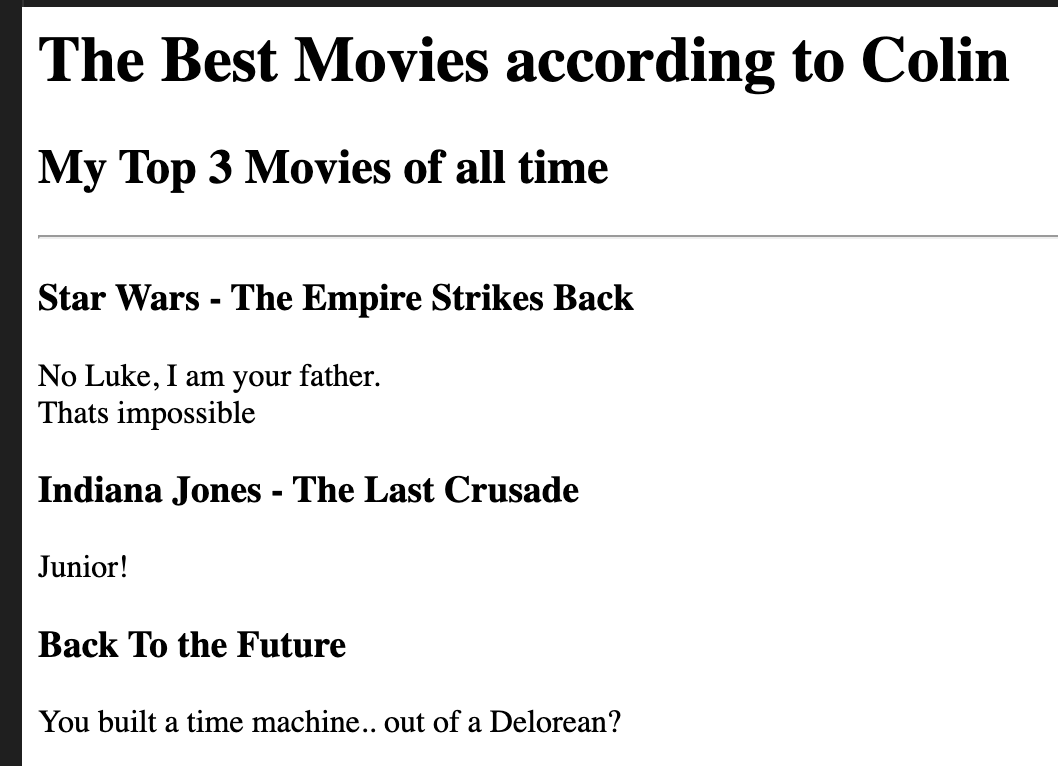 The Best Movies according to Colin
My Top 3 Movies of all time
Star Wars - The Empire Strikes Back
No Luke, I am your father.
Thats impossible
Indiana Jones - The Last Crusade
Junior!
Back To the Future
You built a time machine.. out of a Delorean?